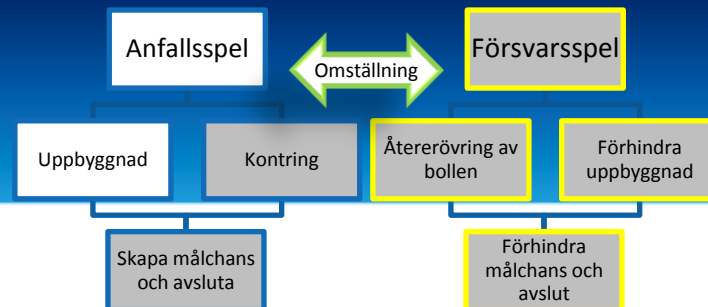 Anfallsspel
Omställning
Försvarsspel
Uppbyggnad
Kontring
Återerövring av
bollen
Förhindra
uppbyggnad
Skapa målchans
och avsluta
Förhindra
målchans och
avslut